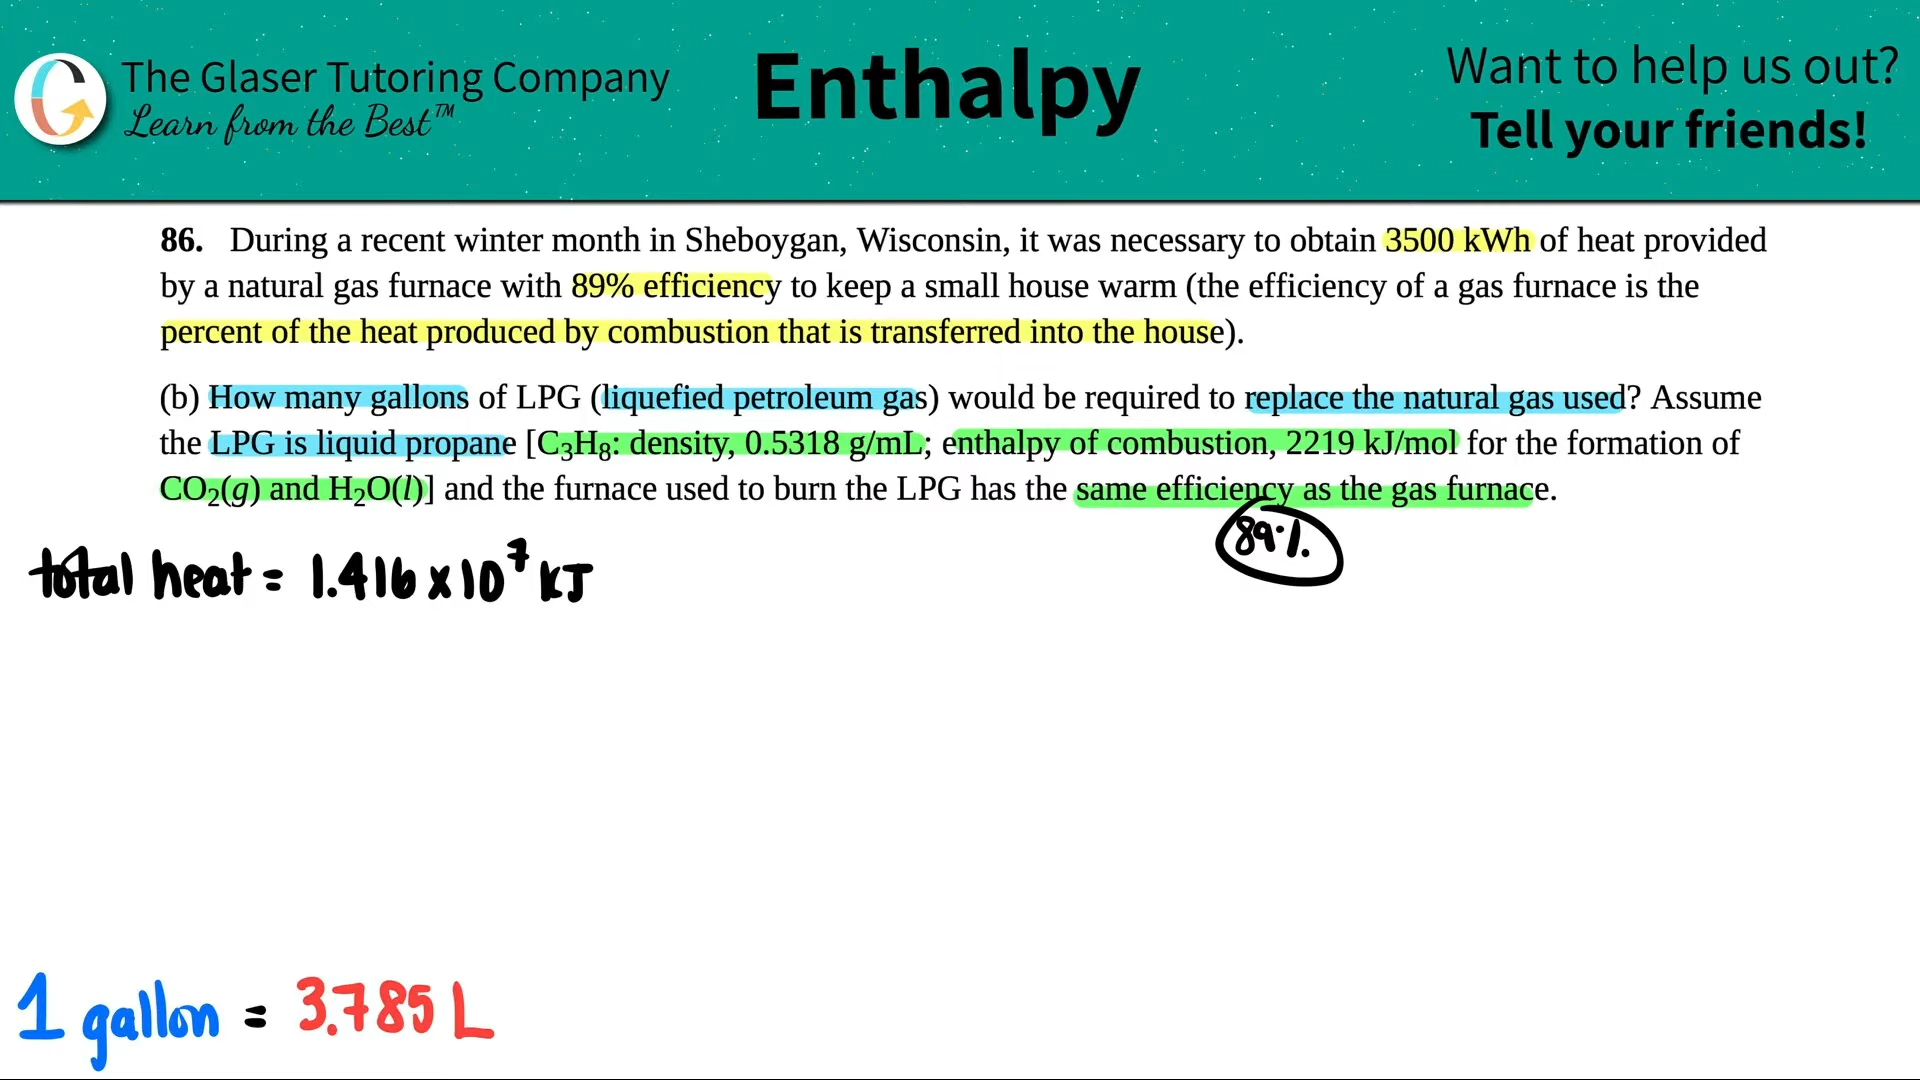 The Glaser Tutoring Company
Learn from the Best™
Enthalpy
Want to help us out?
Tell your friends!
86. During a recent winter month in Sheboygan, Wisconsin, it was necessary to obtain 3500 kWh of heat provided
by a natural gas furnace with 89% efficiency to keep a small house warm (the efficiency of a gas furnace is the
percent of the heat produced by combustion that is transferred into the house).
(b) How many gallons of LPG (liquefied petroleum gas) would be required to replace the natural gas used? Assume
the LPG is liquid propane [C₃H₈: density, 0.5318 g/mL; enthalpy of combustion, 2219 kJ/mol for the formation of
CO₂(g) and H₂O(l)] and the furnace used to burn the LPG has the same efficiency as the gas furnace.
89%
total heat = 1.416 x 10⁷ kJ
1 gallon = 3.785 L